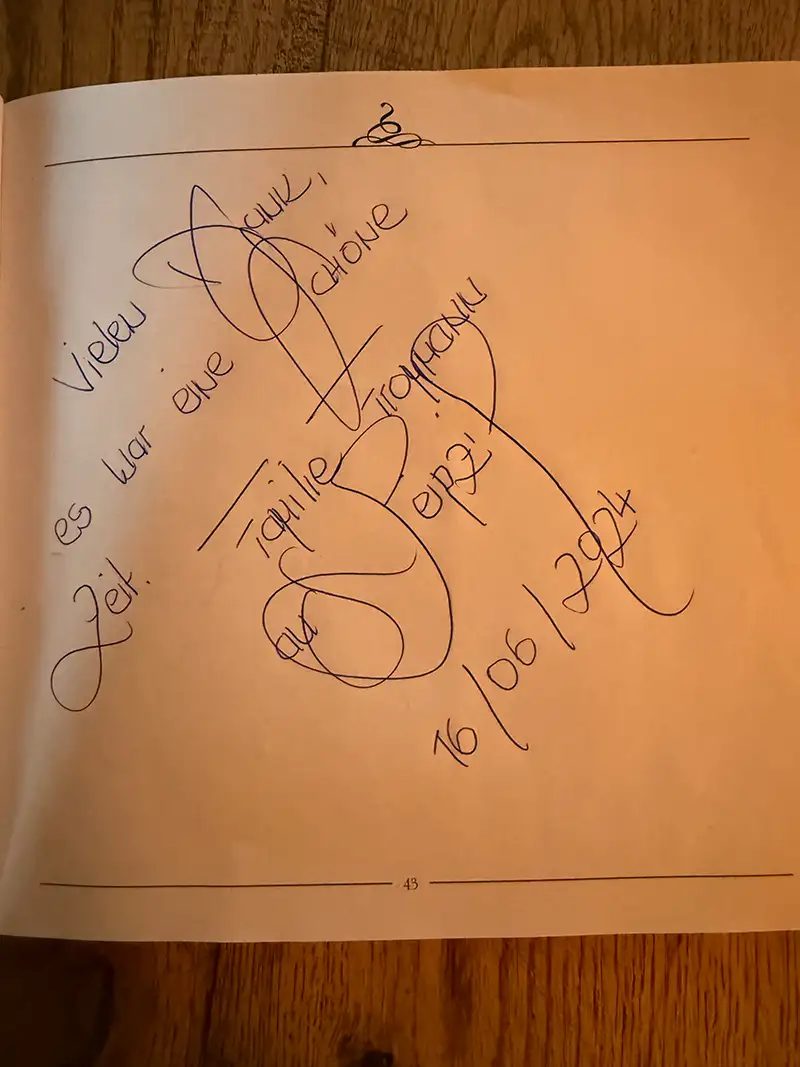 Vielen Dank,
es war eine Schöne
Zeit.
Familie Trommann
aus Leipzig
16/06/2024
43